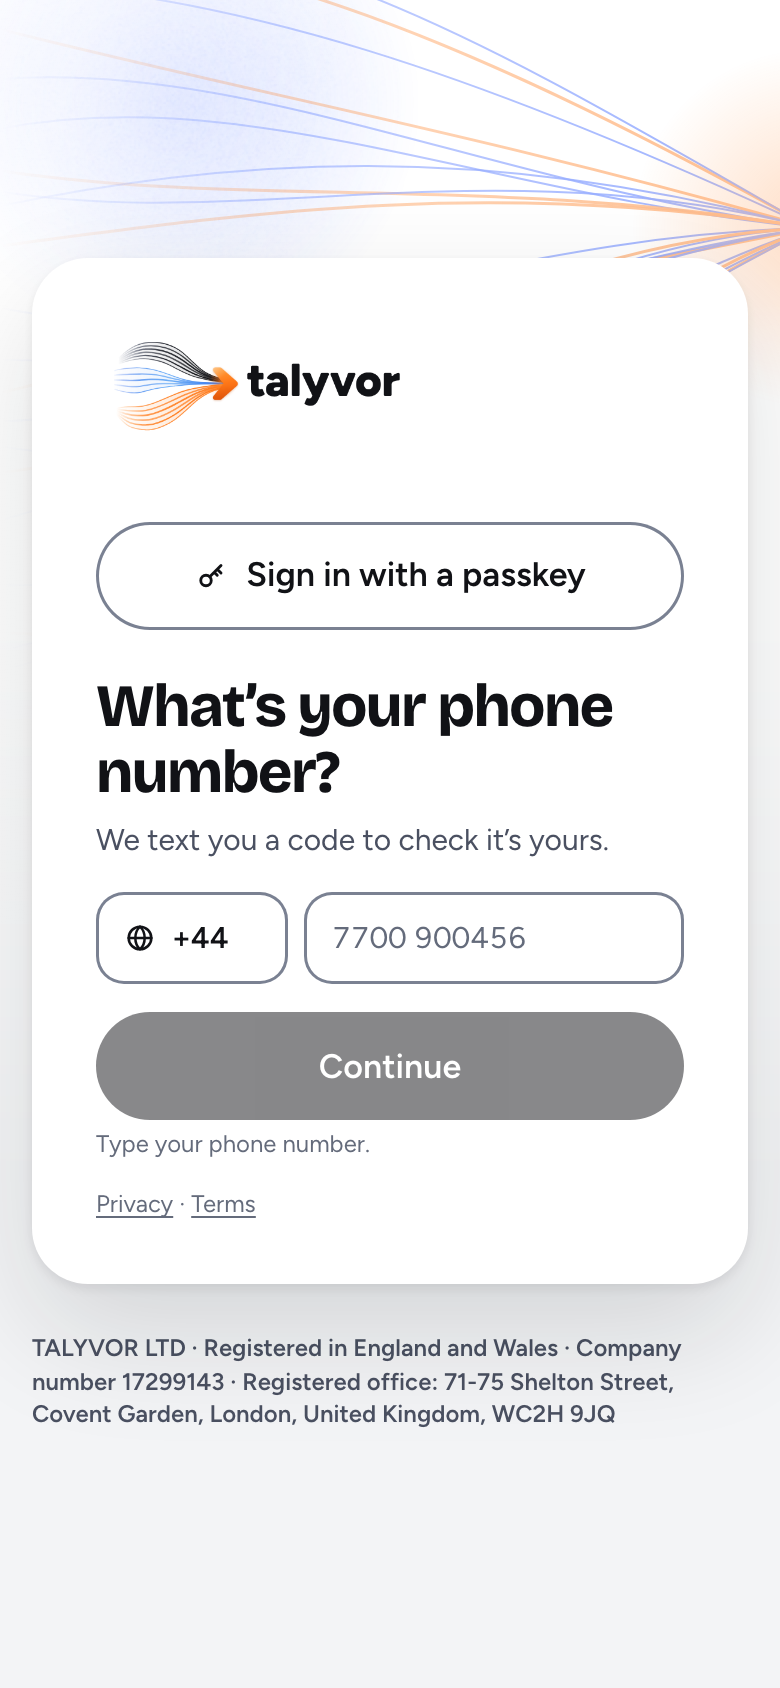 talyvor
Sign in with a passkey
What’s your phone
number?
We text you a code to check it’s yours.
+44
7700 900456
Continue
Type your phone number.
Privacy · Terms
TALYVOR LTD · Registered in England and Wales · Company
number 17299143 · Registered office: 71-75 Shelton Street,
Covent Garden, London, United Kingdom, WC2H 9JQ